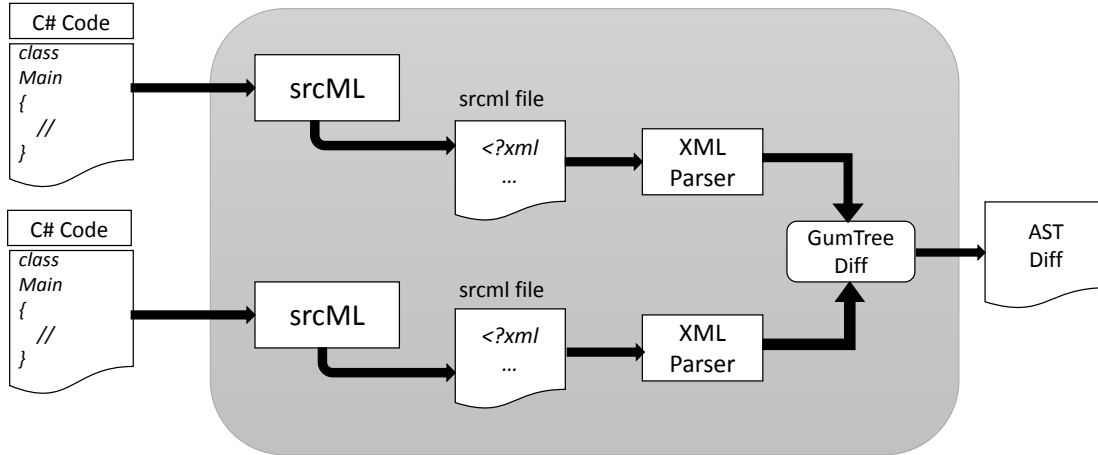 C# Code
class
Main
{
//
}
srcML
srcml file
<?xml
...
XML
Parser
C# Code
class
Main
{
//
}
srcML
srcml file
<?xml
...
XML
Parser
GumTree
Diff
AST
Diff